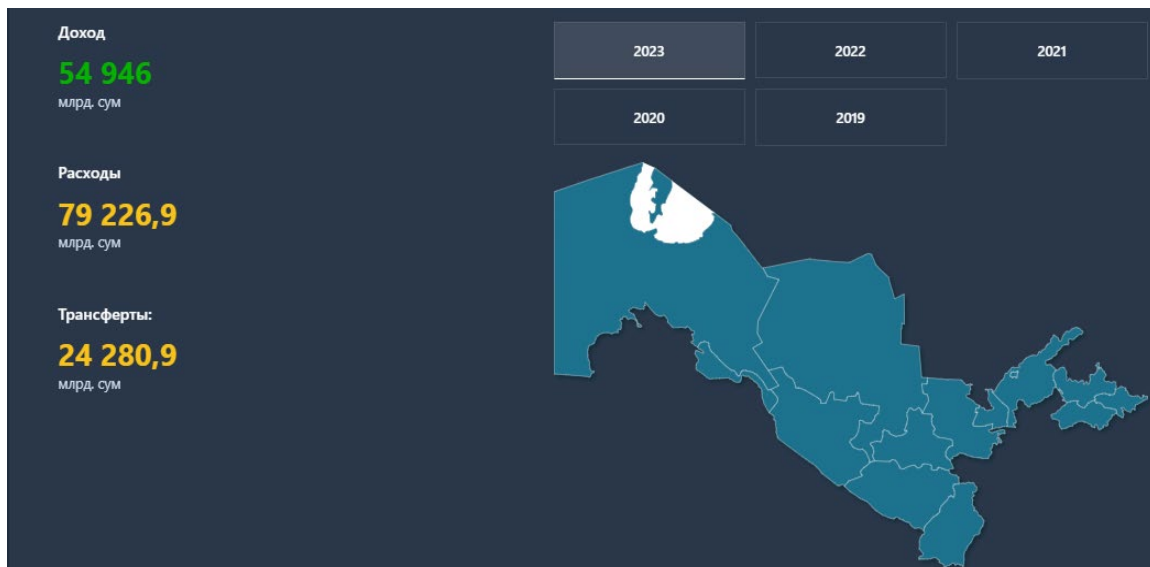 Доход
54 946
млрд. сум
Расходы
79 226,9
млрд. сум
Трансферты:
24 280,9
млрд. сум
2023
2022
2021
2020
2019